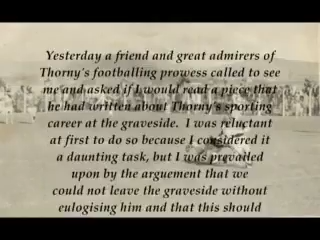 Yesterday a friend and great admirers of
Thorny's footballing prowess called to see
me and asked if I would read a piece that
he had written about Thorny's sporting
career at the graveside.  I was reluctant
at first to do so because I considered it
a daunting task, but I was prevailed
upon by the arguement that we
could not leave the graveside without
eulogising him and that this should